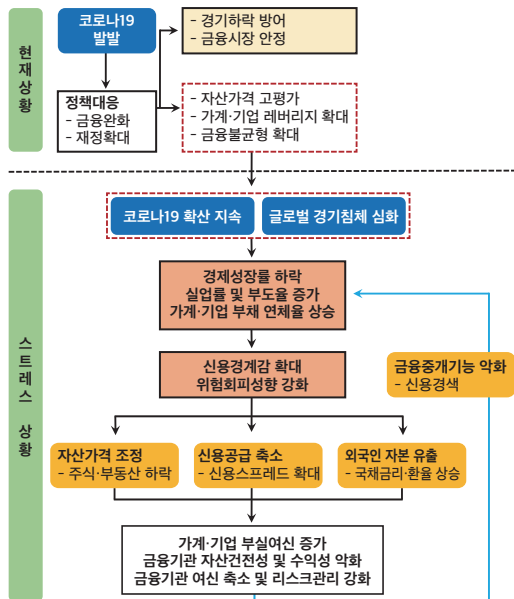 현재상황
코로나19
발발
- 경기하락 방어
- 금융시장 안정
정책대응
- 금융완화
- 재정확대
- 자산가격 고평가
- 가계·기업 레버리지 확대
- 금융불균형 확대
스트레스 상황
코로나19 확산 지속
글로벌 경기침체 심화
경제성장률 하락
실업률 및 부도율 증가
가계·기업 부채 연체율 상승
신용경계감 확대
위험회피성향 강화
금융중개기능 악화
- 신용경색
자산가격 조정
- 주식·부동산 하락
신용공급 축소
- 신용스프레드 확대
외국인 자본 유출
- 국채금리·환율 상승
가계·기업 부실여신 증가
금융기관 자산건전성 및 수익성 악화
금융기관 여신 축소 및 리스크관리 강화